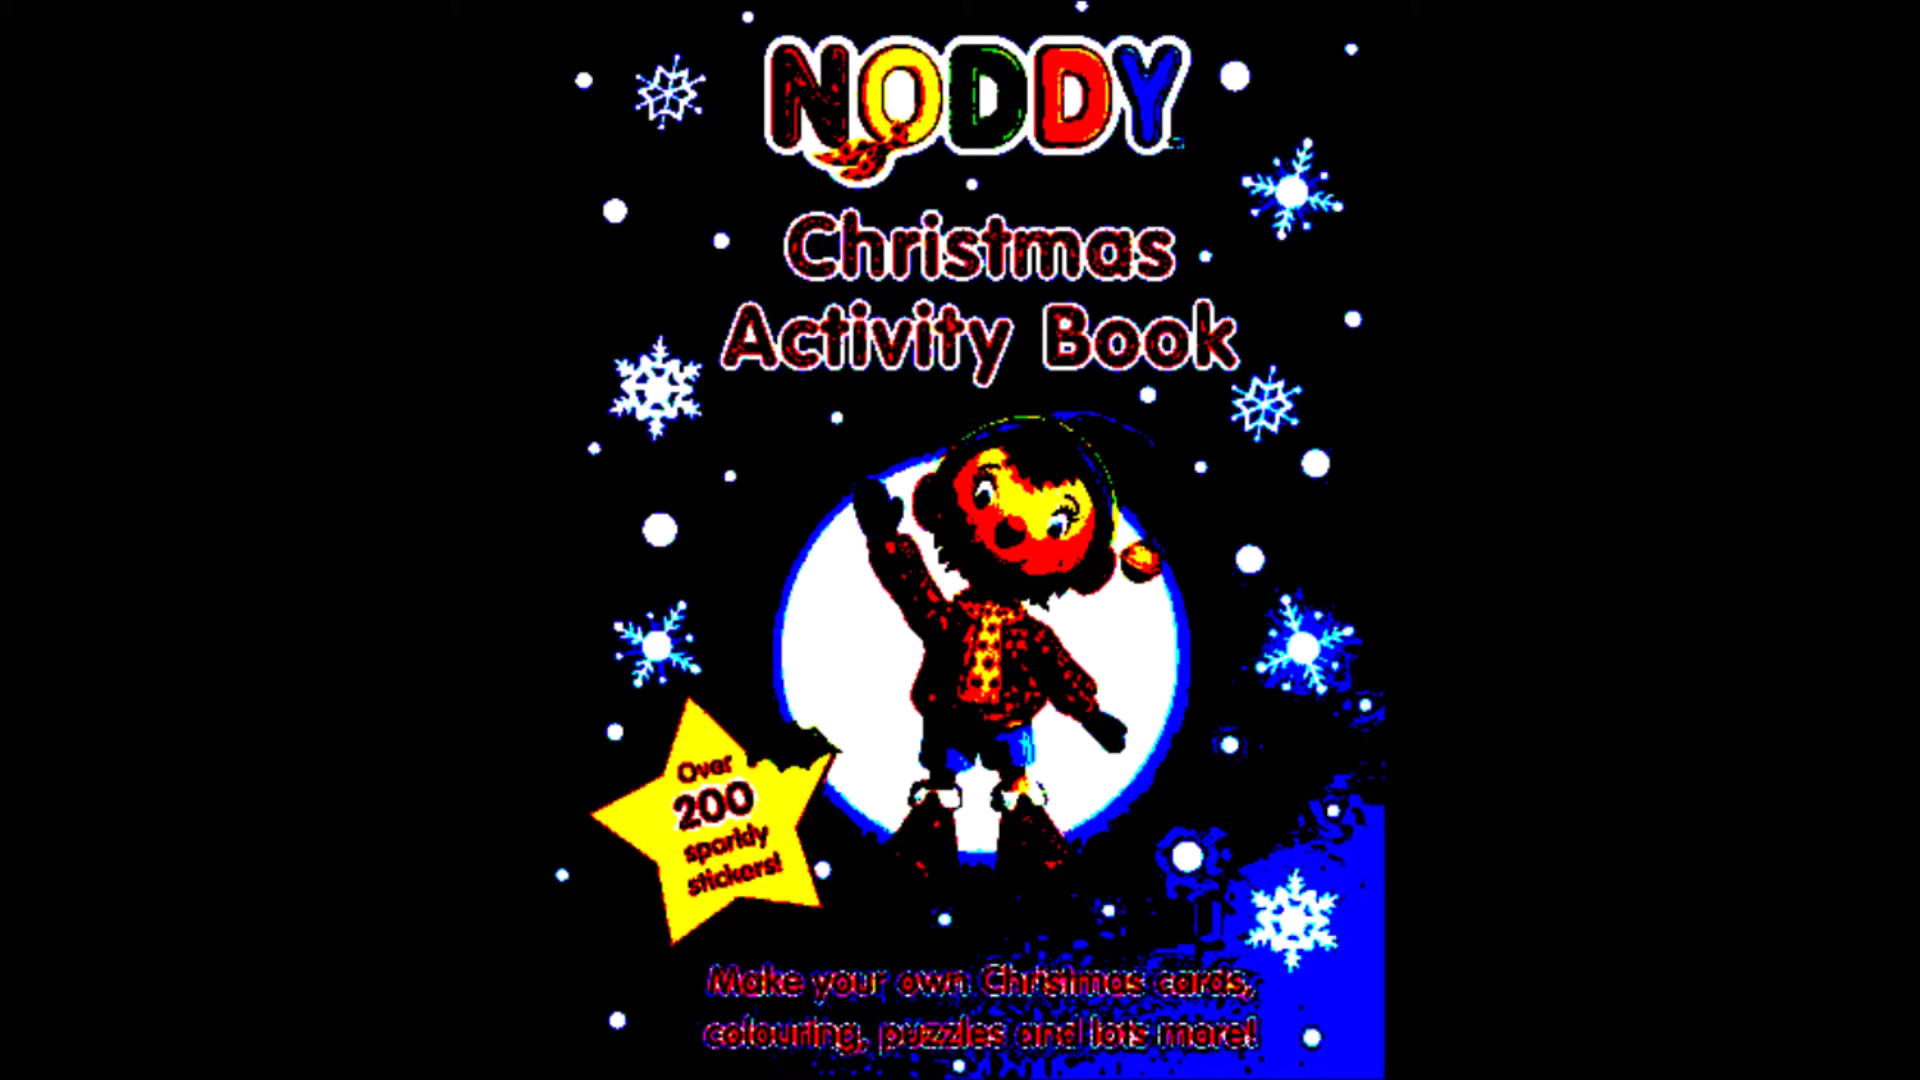 NODDY
Christmas
Activity Book
Over
200
sparkly
stickers!
Make your own Christmas cards,
colouring, puzzles and lots more!